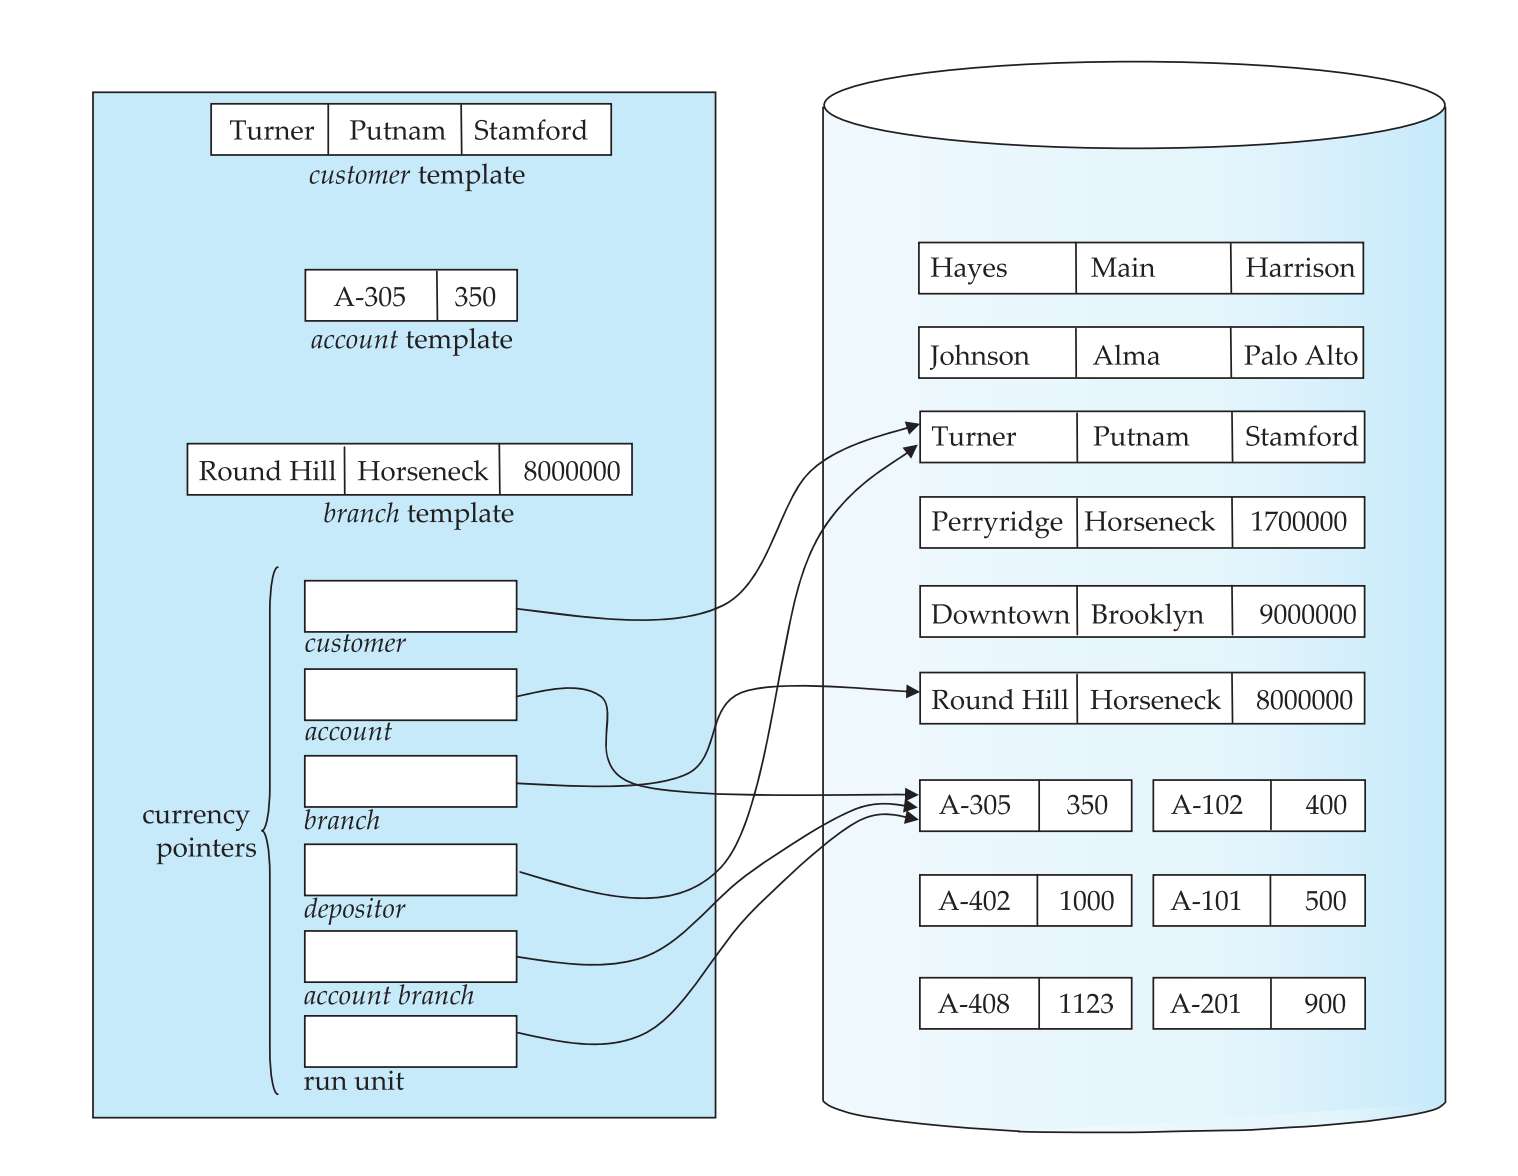 Turner Putnam Stamford
customer template
A-305 350
account template
Round Hill Horseneck 8000000
branch template
currency
pointers
customer
account
branch
depositor
account branch
run unit
Hayes Main Harrison
Johnson Alma Palo Alto
Turner Putnam Stamford
Perryridge Horseneck 1700000
Downtown Brooklyn 9000000
Round Hill Horseneck 8000000
A-305 350 A-102 400
A-402 1000 A-101 500
A-408 1123 A-201 900